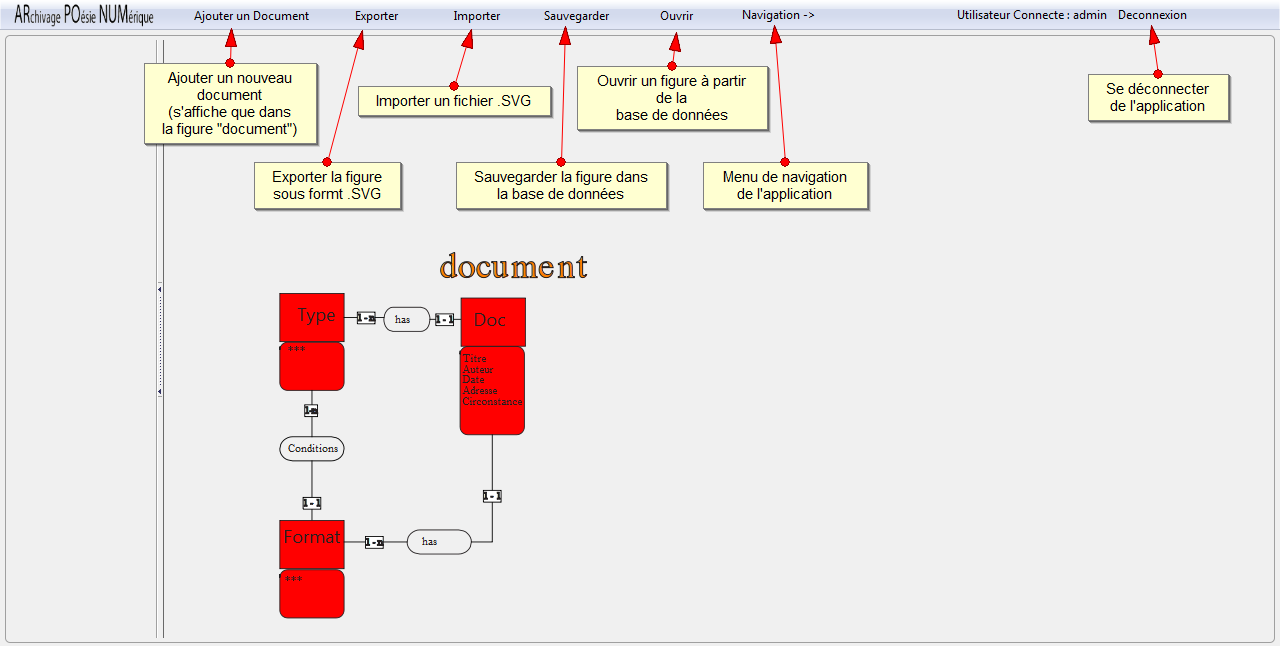 ARchivage POésie NUMérique
Ajouter un Document
Exporter
Importer
Sauvegarder
Ouvrir
Navigation ->
Utilisateur Connecte : admin
Deconnexion
Ajouter un nouveau
document
(s'affiche que dans
la figure "document")
Importer un fichier .SVG
Ouvrir un figure à partir
de la
base de données
Se déconnecter
de l'application
Exporter la figure
sous formt .SVG
Sauvegarder la figure dans
la base de données
Menu de navigation
de l'application
document
Type
1-n
has
1-1
Doc
***
Titre
Auteur
Date
Adresse
Circonstance
1-n
Conditions
1-1
1-1
Format
1-n
has
***